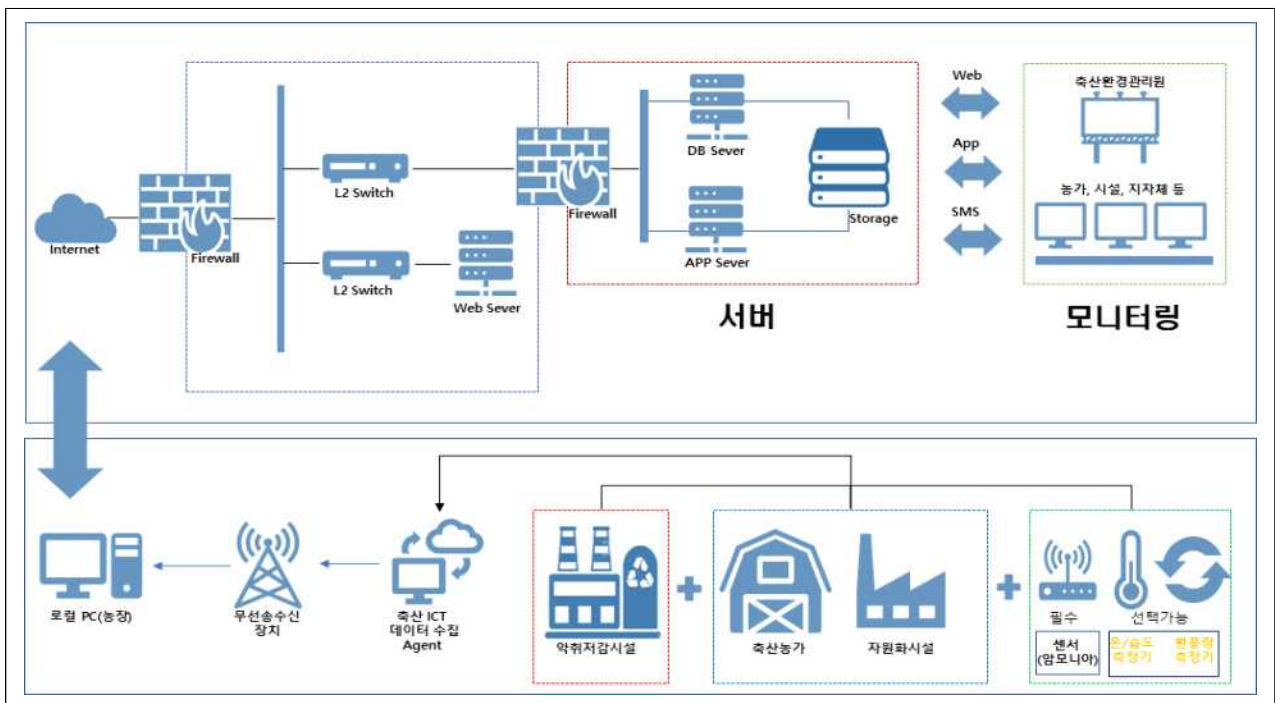 Internet
Firewall
L2 Switch
L2 Switch
Web Sever
Firewall
DB Sever
APP Sever
Storage
서버
Web
App
SMS
축산환경관리원
농가, 시설, 지자체 등
모니터링
로컬 PC(농장)
무선송수신
장치
축산 ICT
데이터 수집
Agent
악취저감시설
축산농가
자원화시설
필수
선택가능
센서
(암모니아)
온/습도
측정기
환풍량
측정기